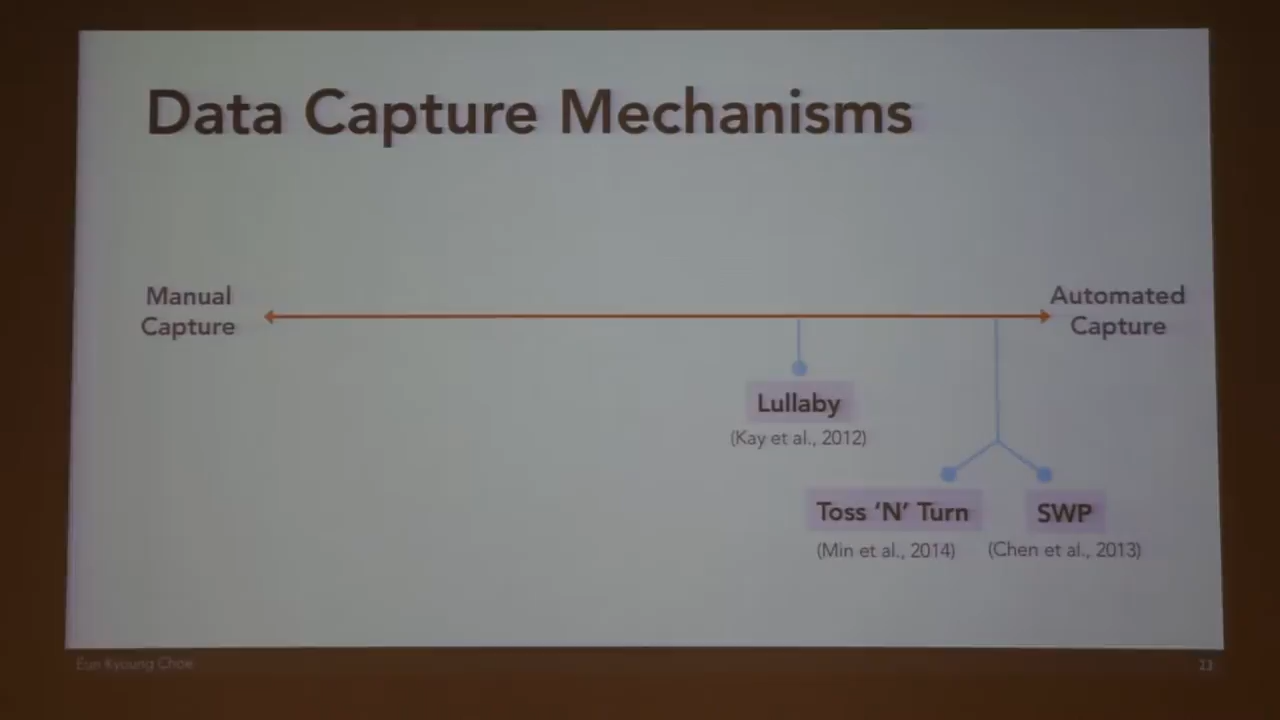 Data Capture Mechanisms
Manual
Capture
Automated
Capture
Lullaby
(Kay et al., 2012)
Toss ‘N’ Turn
(Min et al., 2014)
SWP
(Chen et al., 2013)
Eun Kyoung Choe